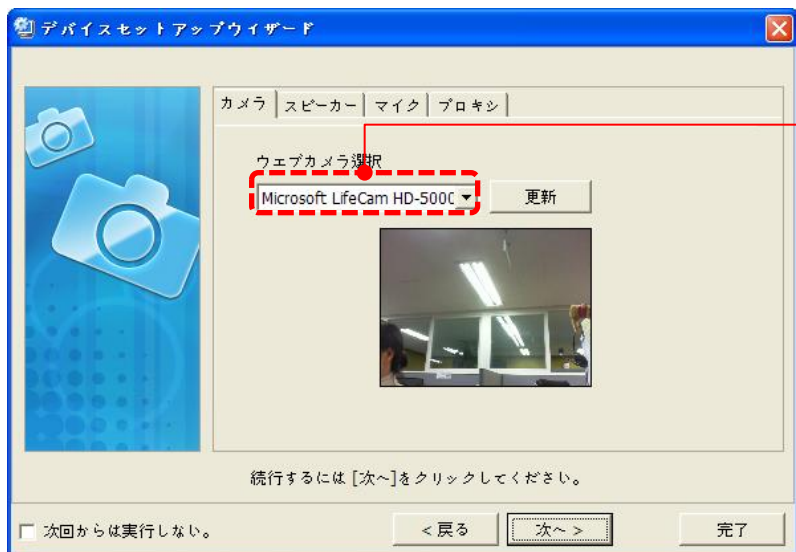 デバイスセットアップウィザード
カメラ スピーカー マイク プロキシ
ウェブカメラ選択
Microsoft LifeCam HD-500C 更新
続行するには [次へ]をクリックしてください。
次回からは実行しない。 <戻る 次へ> 完了